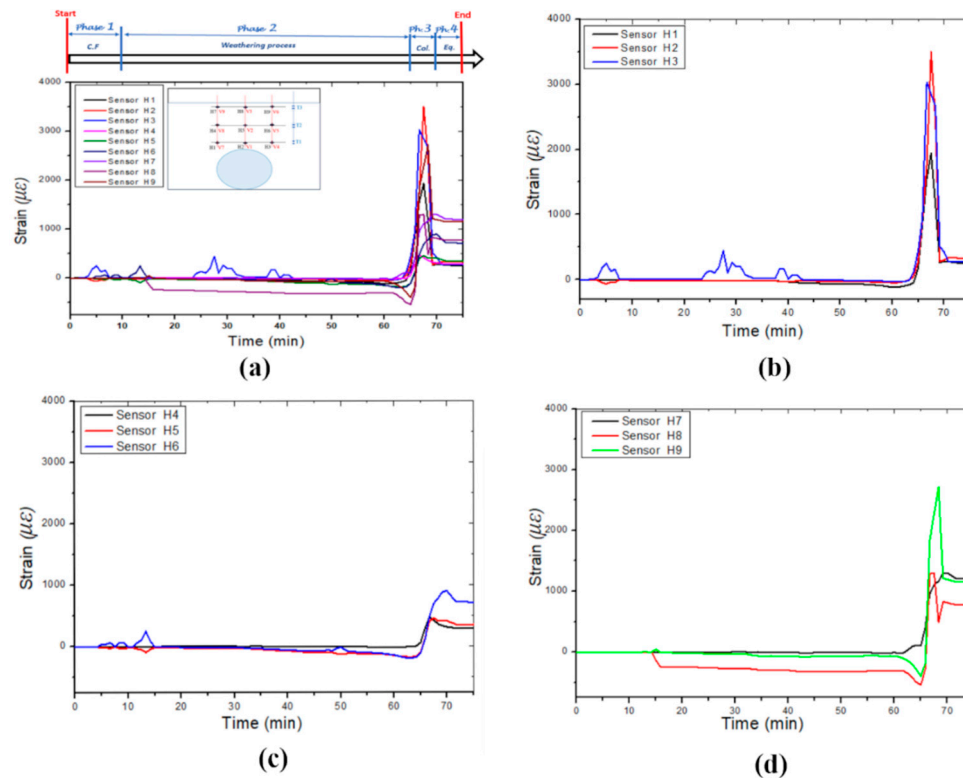 Start
End
Phase 1
Phase 2
Ph.3
Ph.4
C.F
Weathering process
Col.
Eq.
4000
3000
2000
1000
0
Strain (με)
Sensor H1
Sensor H2
Sensor H3
Sensor H4
Sensor H5
Sensor H6
Sensor H7
Sensor H8
Sensor H9
0 10 20 30 40 50 60 70
Time (min)
(a)
4000
3000
2000
1000
0
Strain (με)
Sensor H1
Sensor H2
Sensor H3
0 10 20 30 40 50 60 70
Time (min)
(b)
4000
3000
2000
1000
0
Strain (με)
Sensor H4
Sensor H5
Sensor H6
0 10 20 30 40 50 60 70
Time (min)
(c)
4000
3000
2000
1000
0
Strain (με)
Sensor H7
Sensor H8
Sensor H9
0 10 20 30 40 50 60 70
Time (min)
(d)